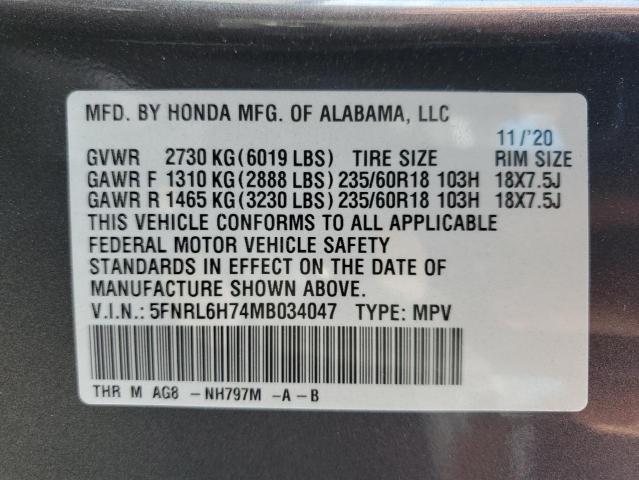 MFD. BY HONDA MFG. OF ALABAMA, LLC
11/'20
GVWR 2730 KG(6019 LBS) TIRE SIZE RIM SIZE
GAWR F 1310 KG(2888 LBS) 235/60R18 103H 18X7.5J
GAWR R 1465 KG(3230 LBS) 235/60R18 103H 18X7.5J
THIS VEHICLE CONFORMS TO ALL APPLICABLE
FEDERAL MOTOR VEHICLE SAFETY
STANDARDS IN EFFECT ON THE DATE OF
MANUFACTURE SHOWN ABOVE.
V.I.N.: 5FNRL6H74MB034047 TYPE: MPV
THR M AG8 - NH797M -A-B